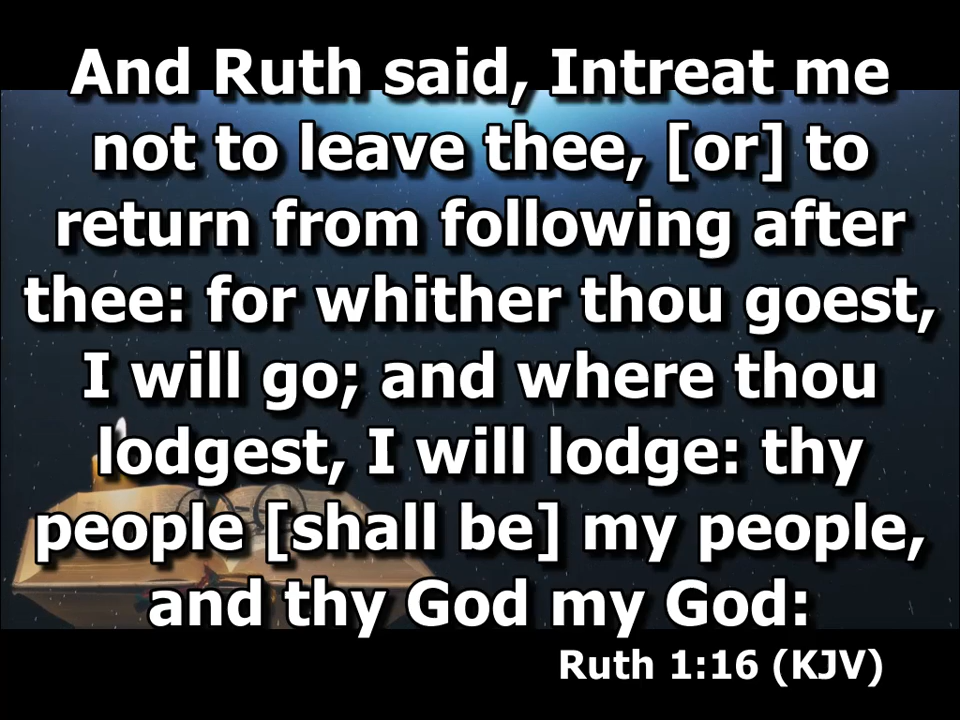 And Ruth said, Intreat me
not to leave thee, [or] to
return from following after
thee: for whither thou goest,
I will go; and where thou
lodgest, I will lodge: thy
people [shall be] my people,
and thy God my God:
Ruth 1:16 (KJV)